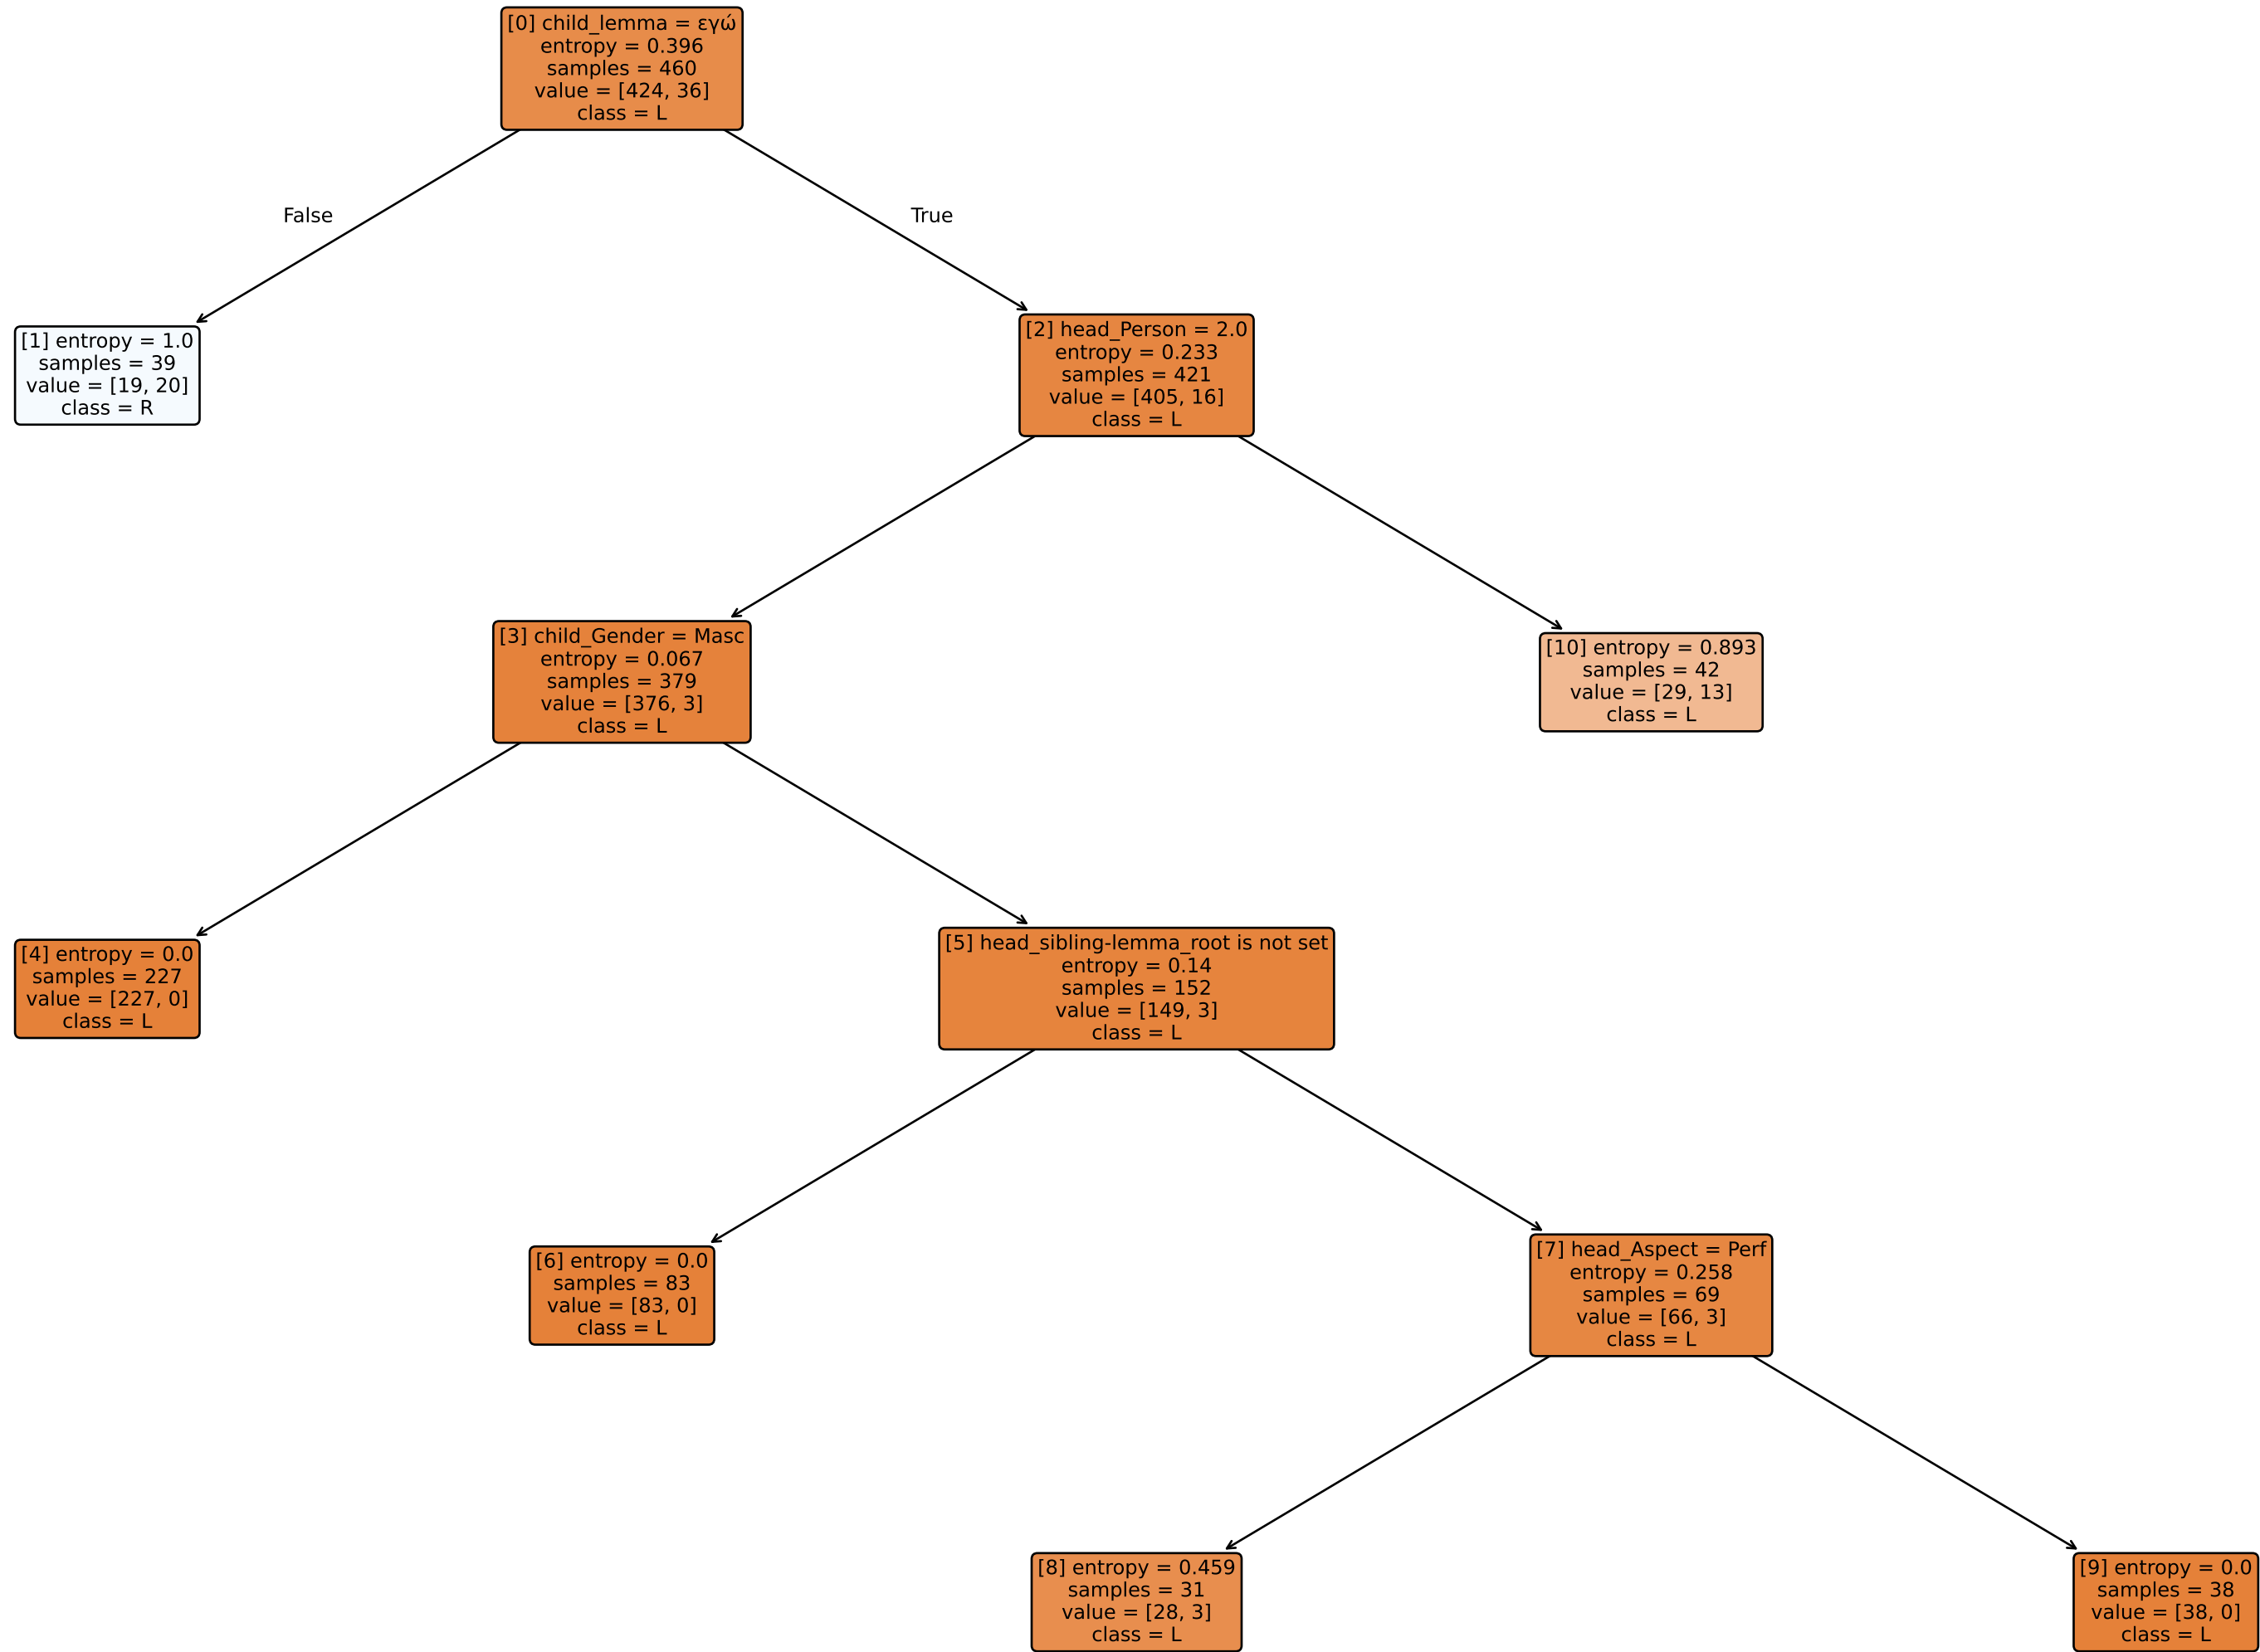 [0] child_lemma = εγώ
entropy = 0.396
samples = 460
value = [424, 36]
class = L
False
True
[1] entropy = 1.0
samples = 39
value = [19, 20]
class = R
[2] head_Person = 2.0
entropy = 0.233
samples = 421
value = [405, 16]
class = L
[3] child_Gender = Masc
entropy = 0.067
samples = 379
value = [376, 3]
class = L
[10] entropy = 0.893
samples = 42
value = [29, 13]
class = L
[4] entropy = 0.0
samples = 227
value = [227, 0]
class = L
[5] head_sibling-lemma_root is not set
entropy = 0.14
samples = 152
value = [149, 3]
class = L
[6] entropy = 0.0
samples = 83
value = [83, 0]
class = L
[7] head_Aspect = Perf
entropy = 0.258
samples = 69
value = [66, 3]
class = L
[8] entropy = 0.459
samples = 31
value = [28, 3]
class = L
[9] entropy = 0.0
samples = 38
value = [38, 0]
class = L